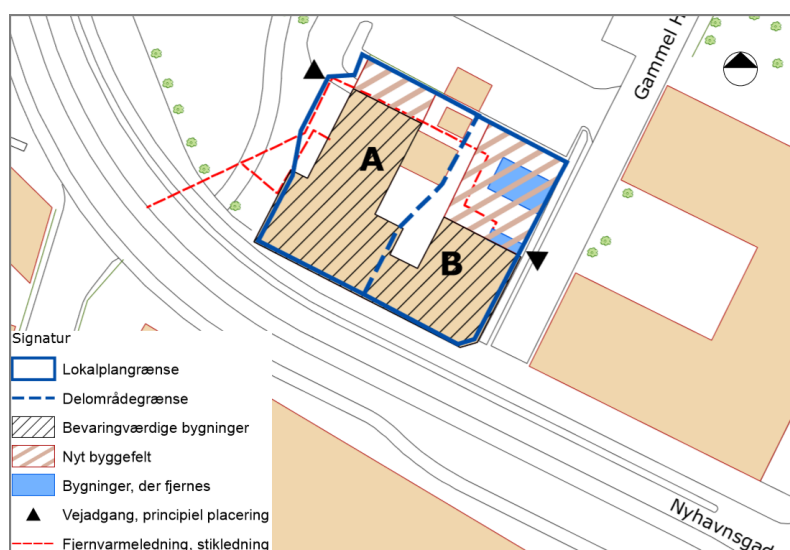 Gammel H
A
B
Signatur
Lokalplangrænse
Delområdegrænse
Bevaringværdige bygninger
Nyt byggefelt
Bygninger, der fjernes
Vejadgang, principiel placering
Fjernvarmeledning, stikledning
Nyhavnsgad